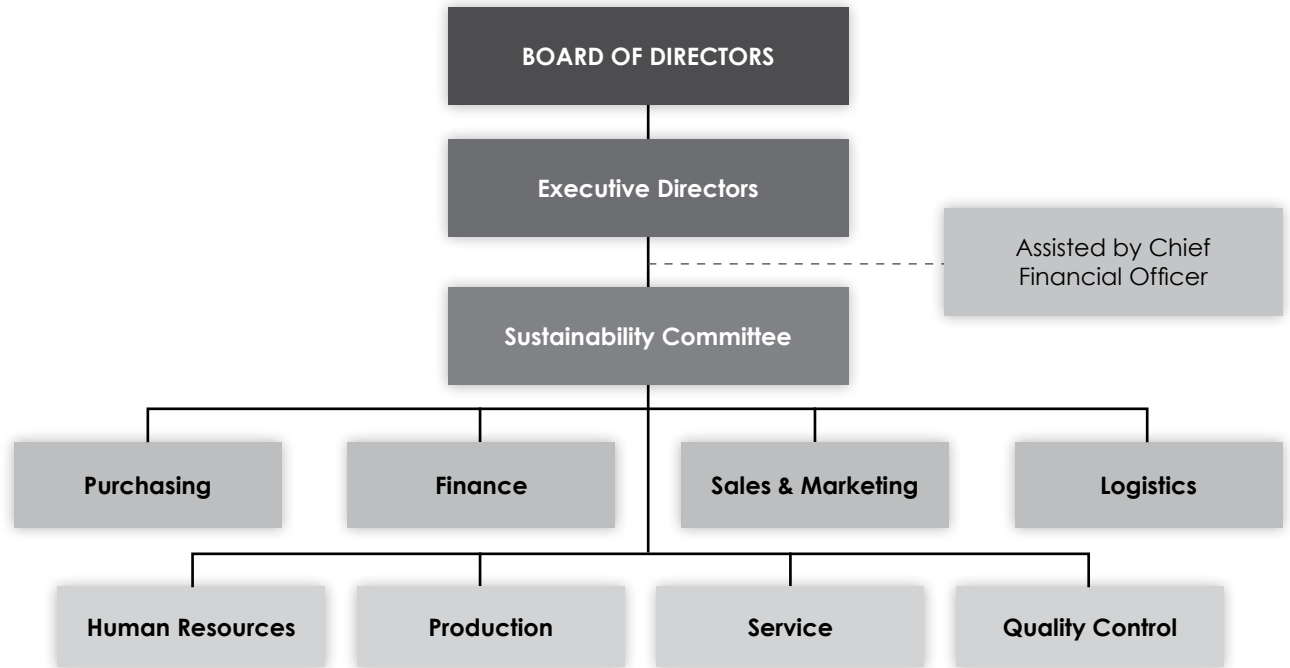 BOARD OF DIRECTORS
Executive Directors
Assisted by Chief
Financial Officer
Sustainability Committee
Purchasing
Finance
Sales & Marketing
Logistics
Human Resources
Production
Service
Quality Control